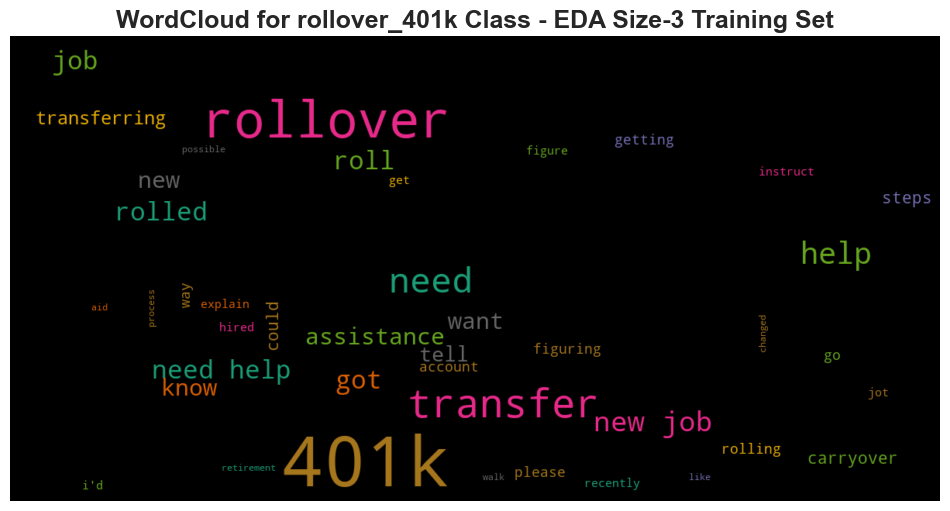 WordCloud for rollover_401k Class - EDA Size-3 Training Set
job
transferring
rollover
possible
roll
figure
getting
instruct
new
get
steps
rolled
help
need
aid
process
way
explain
hired
could
want
assistance
tell
figuring
changed
go
account
need help
know
got
jot
transfer
new job
401k
rolling
carryover
retirement
walk
please
recently
like
i'd